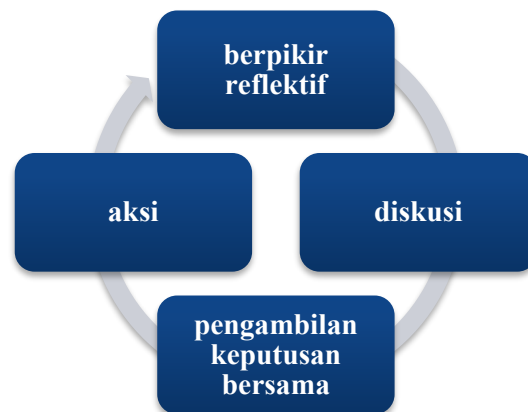 berpikir
reflektif
diskusi
pengambilan
keputusan
bersama
aksi